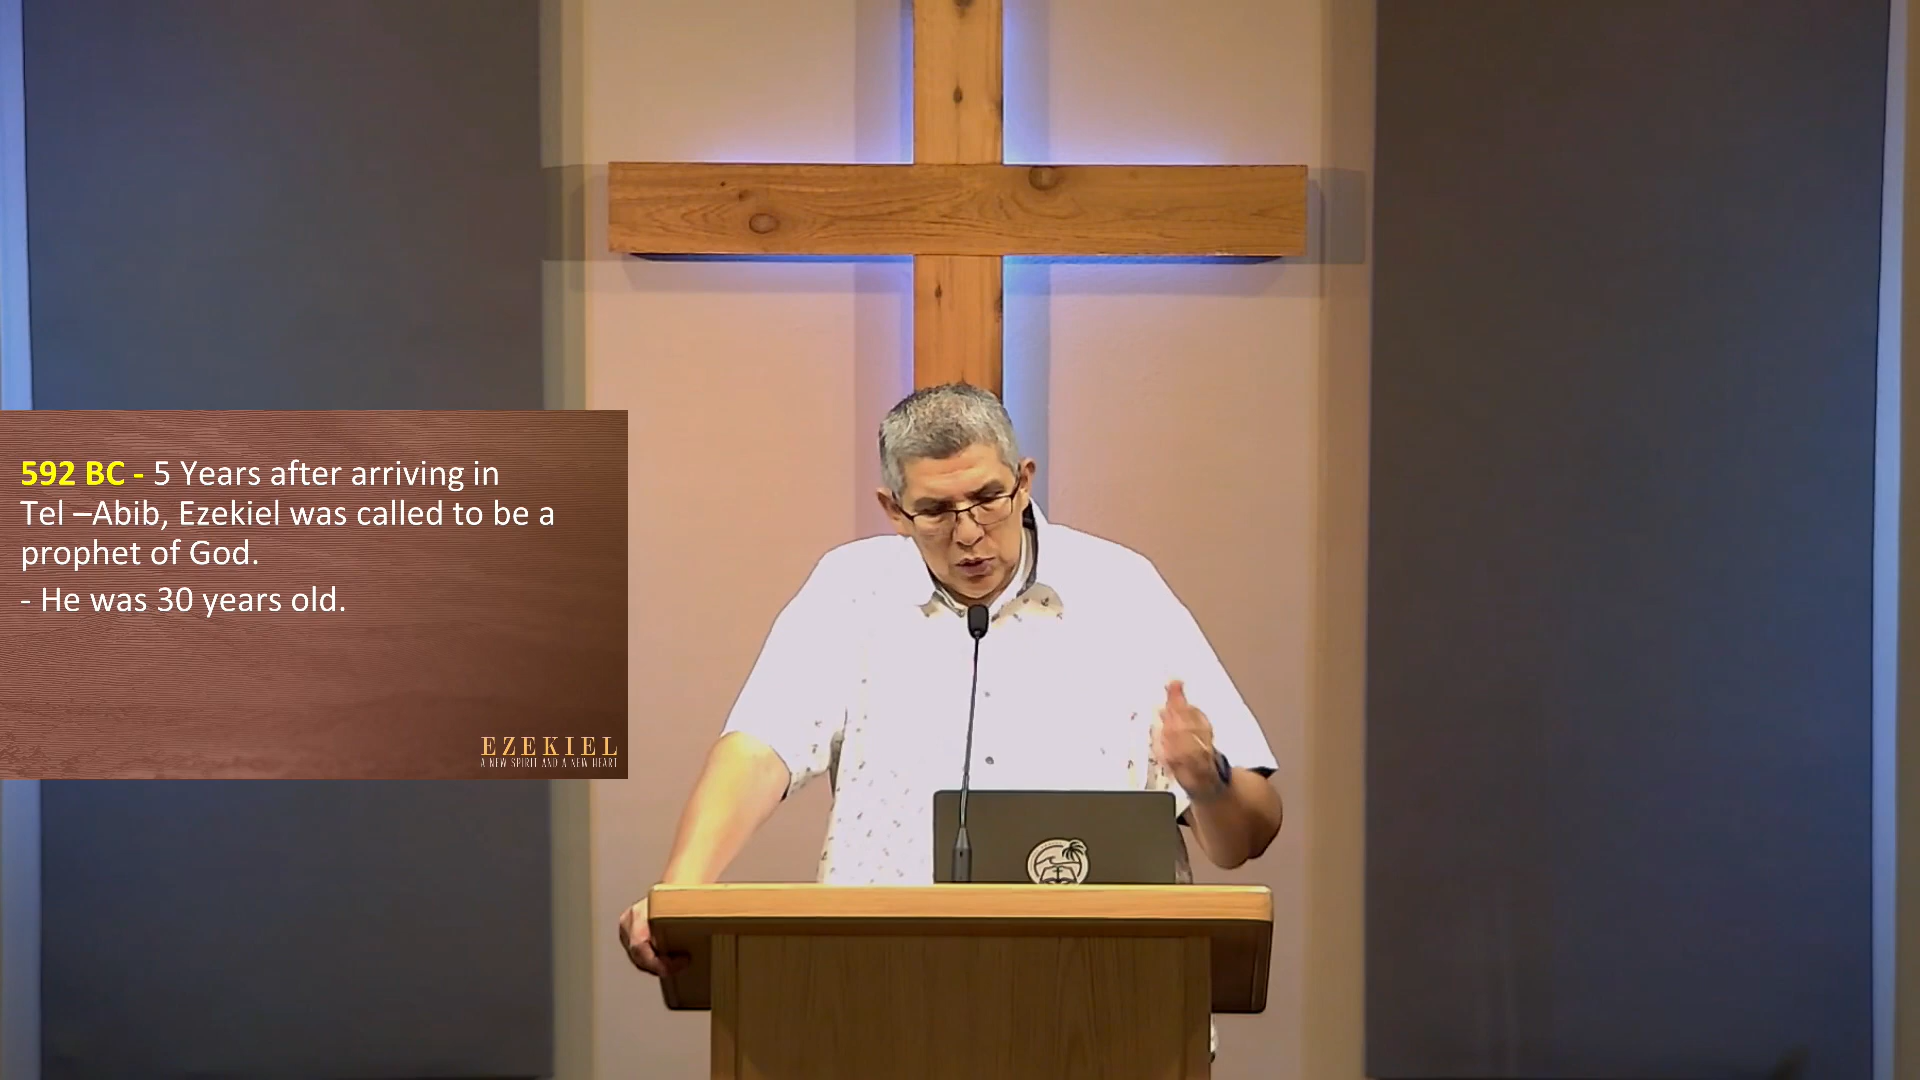 592 BC - 5 Years after arriving in
Tel –Abib, Ezekiel was called to be a
prophet of God.
- He was 30 years old.
EZEKIEL
A NEW SPIRIT AND A NEW HEART